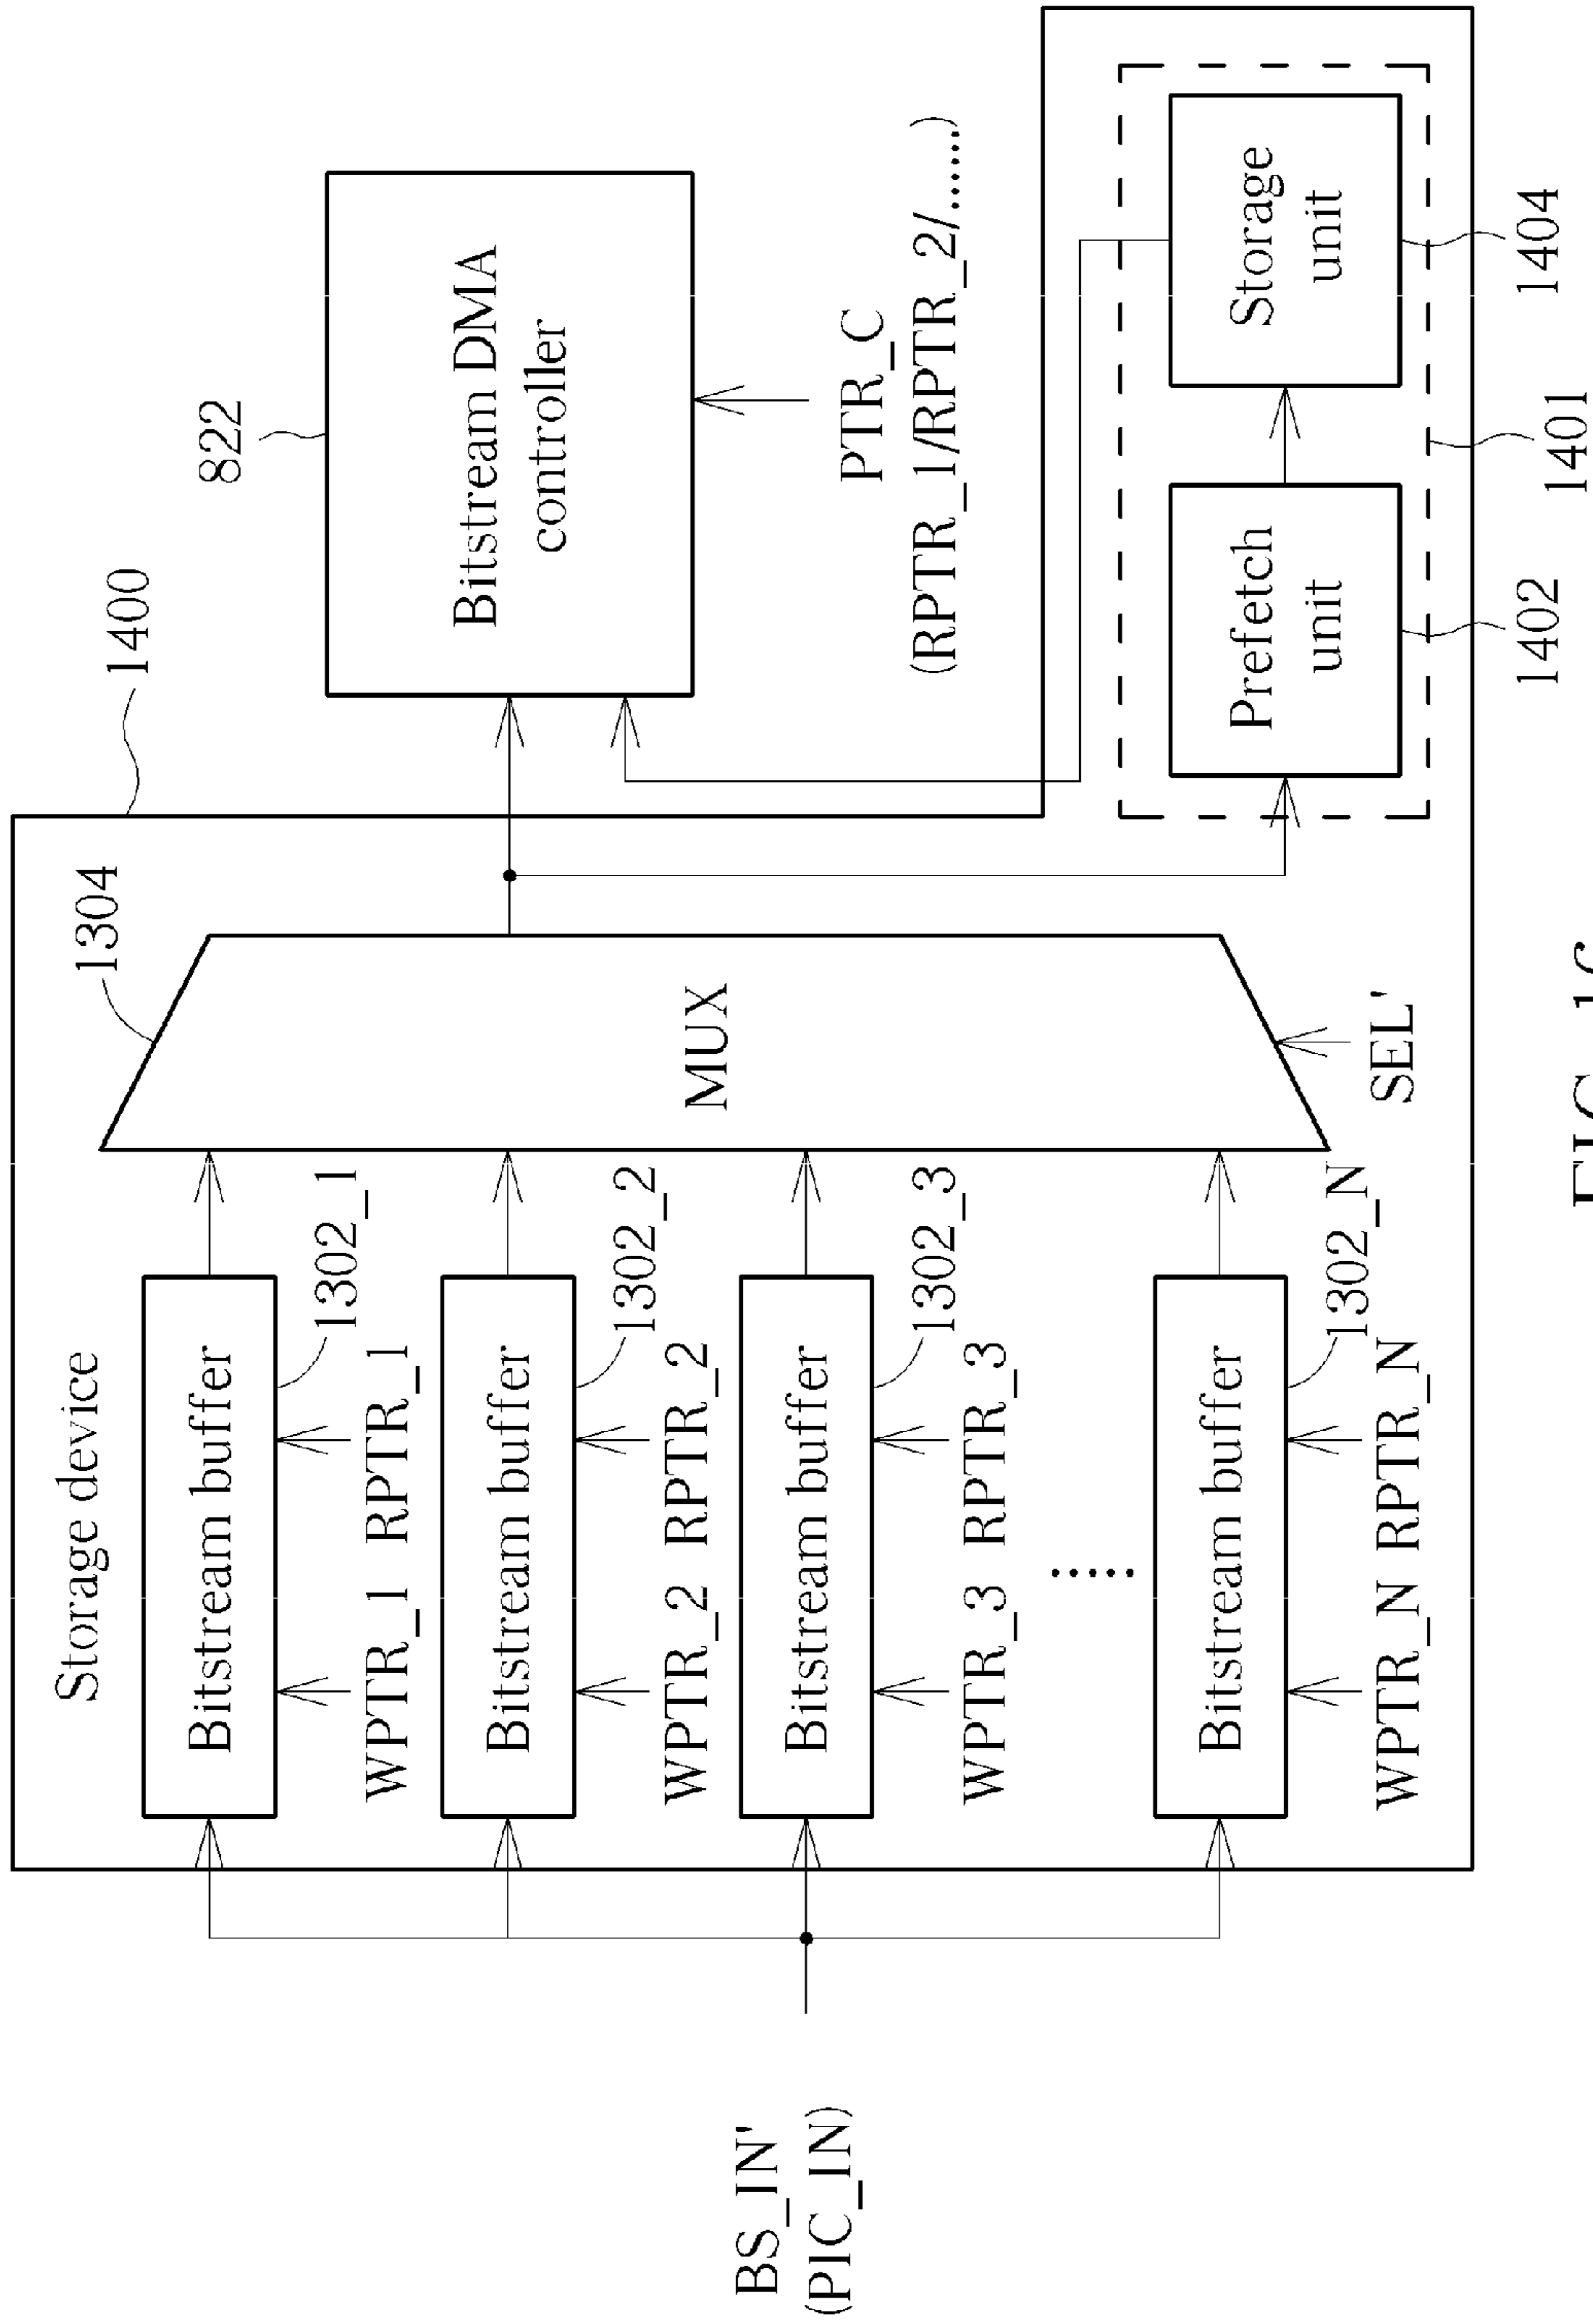 Storage device
1304
1400
822
Bitstream buffer
1302_1
WPTR_1 RPTR_1
Bitstream buffer
1302_2
WPTR_2 RPTR_2
Bitstream buffer
1302_3
WPTR_3 RPTR_3
......
Bitstream buffer
1302_N
WPTR_N RPTR_N
BS_IN'
(PIC_IN)
MUX
SEL'
Bitstream DMA
controller
PTR_C
(RPTR_1/RPTR_2/......)
Prefetch
unit
Storage
unit
1402
1404
1401